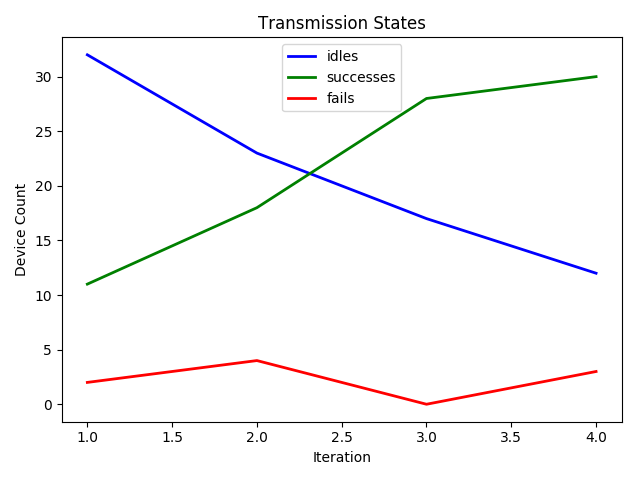 Transmission States
idles
successes
fails
Device Count
30
25
20
15
10
5
0
1.0 1.5 2.0 2.5 3.0 3.5 4.0
Iteration